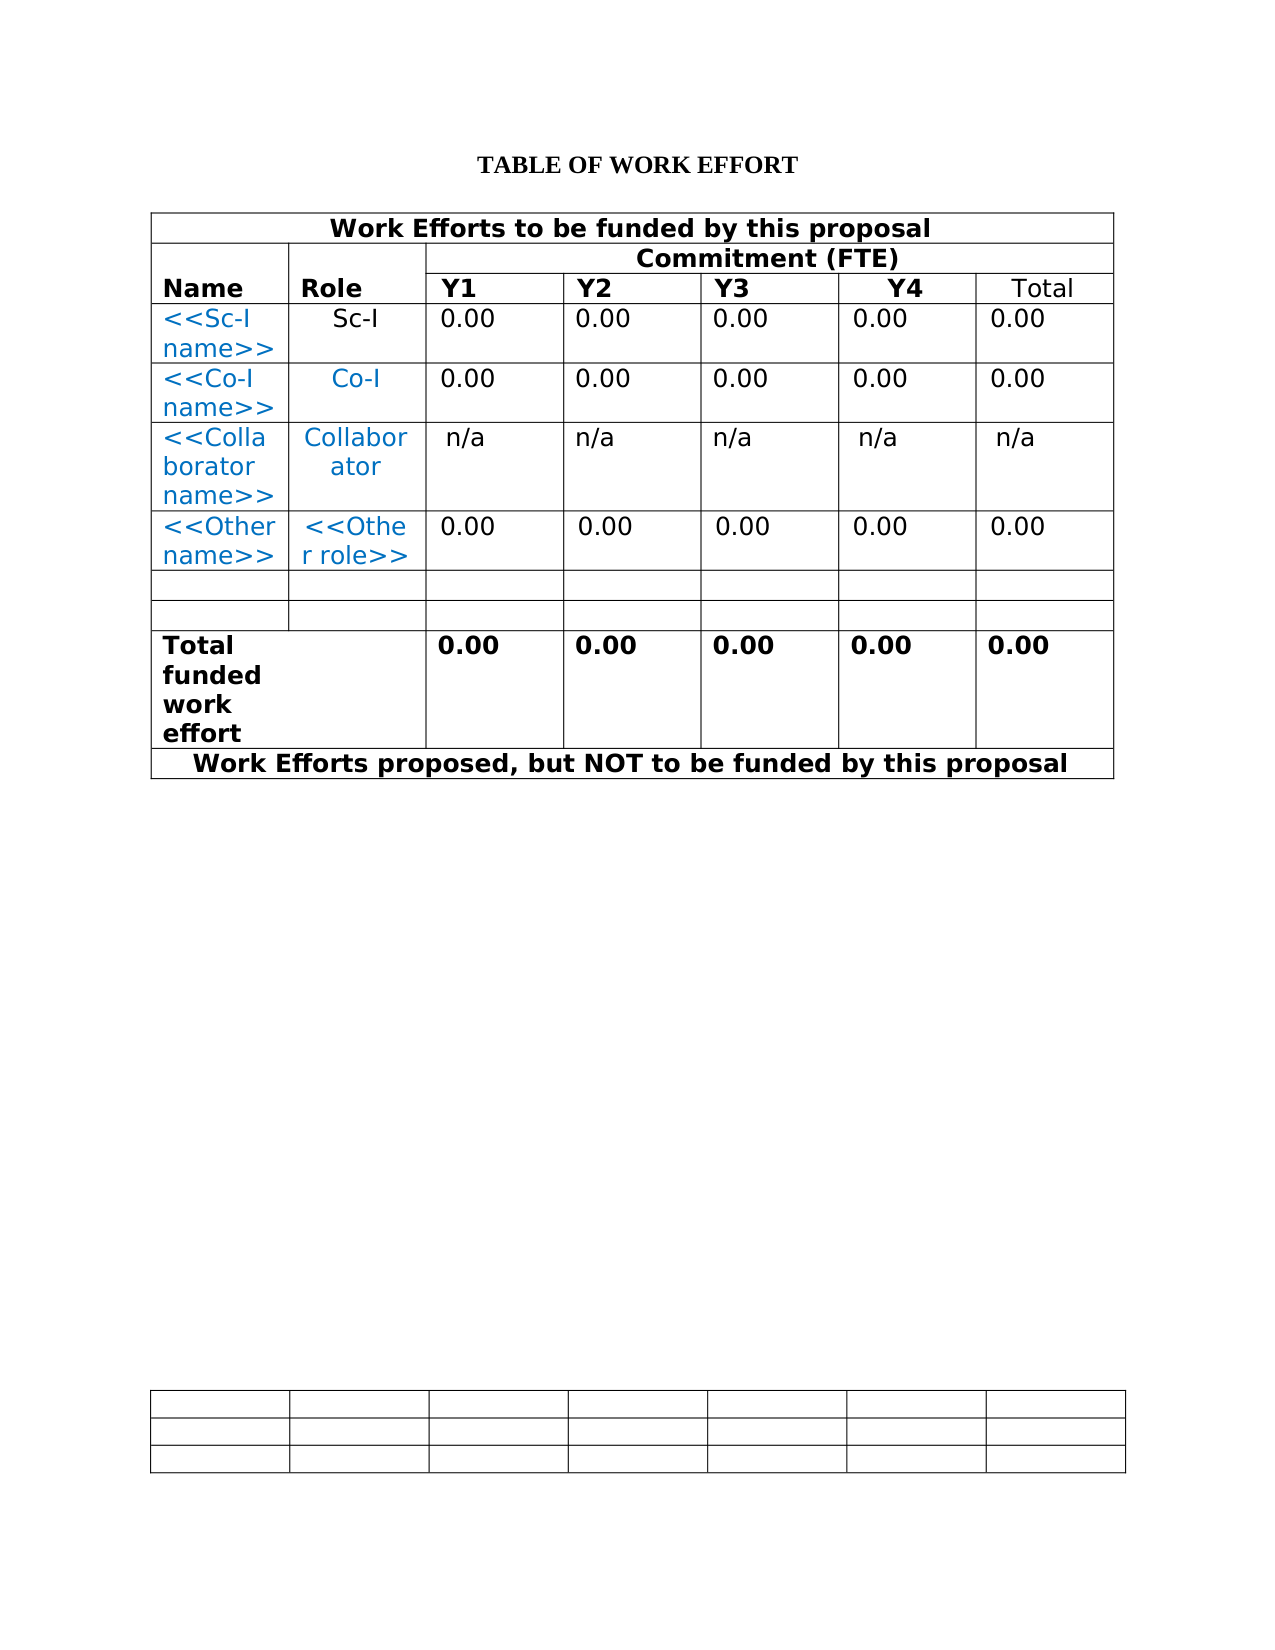 TABLE OF WORK EFFORT
Work Efforts to be funded by this proposal
Commitment (FTE)
Name Role Y1 Y2 Y3 Y4 Total
<<Sc-I Sc-I 0.00 0.00 0.00 0.00 0.00
name>>
<<Co-I Co-I 0.00 0.00 0.00 0.00 0.00
name>>
<<Colla Collabor n/a n/a n/a n/a n/a
borator ator
name>>
<<Other <<Othe 0.00 0.00 0.00 0.00 0.00
name>> r role>>
Total 0.00 0.00 0.00 0.00 0.00
funded
work
effort
Work Efforts proposed, but NOT to be funded by this proposal